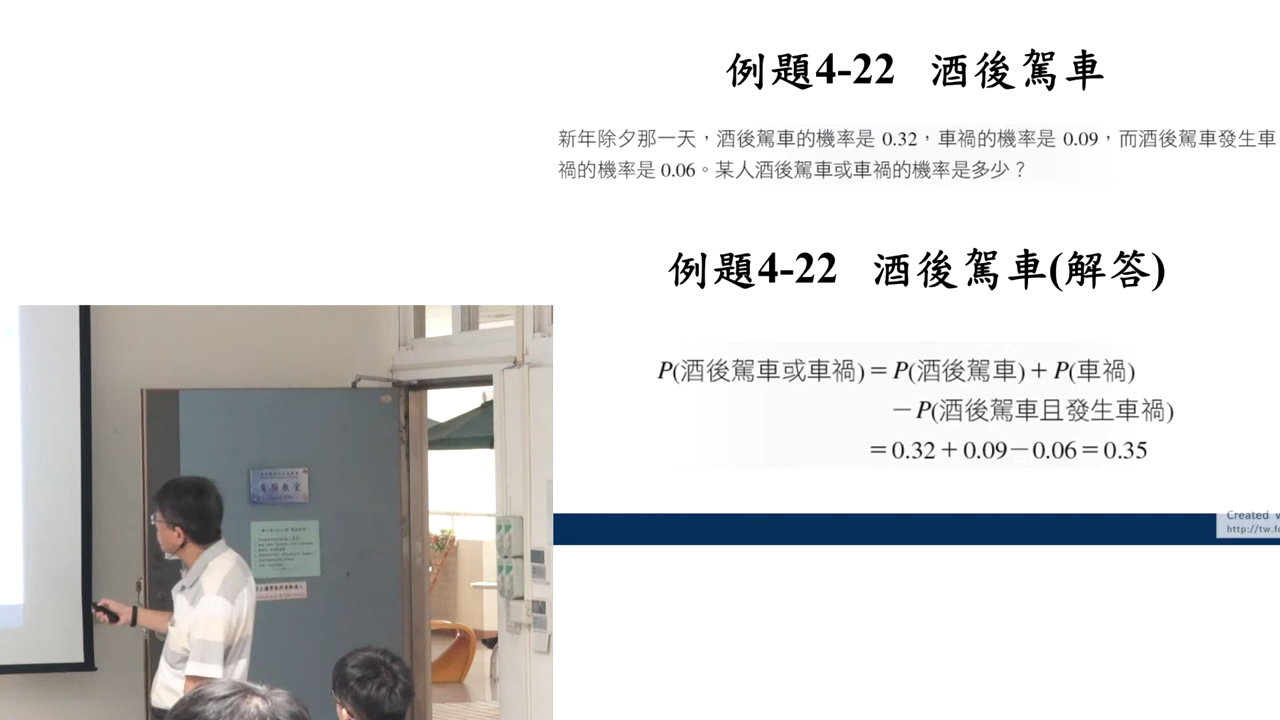 例題4-22 酒後駕車
新年除夕那一天，酒後駕車的機率是 0.32，車禍的機率是 0.09，而酒後駕車發生車
禍的機率是 0.06。某人酒後駕車或車禍的機率是多少？
例題4-22 酒後駕車(解答)
P(酒後駕車或車禍)＝P(酒後駕車)＋P(車禍)
－P(酒後駕車且發生車禍)
＝0.32＋0.09－0.06＝0.35
Created
http://tw.f
電腦教室